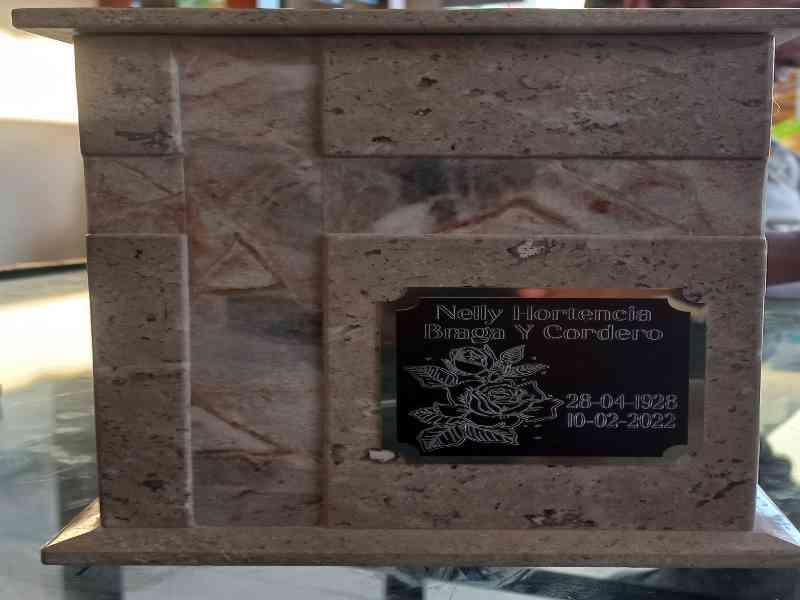 Nelly Hortencia
Braga Y Cordero
28-04-1928
10-02-2022